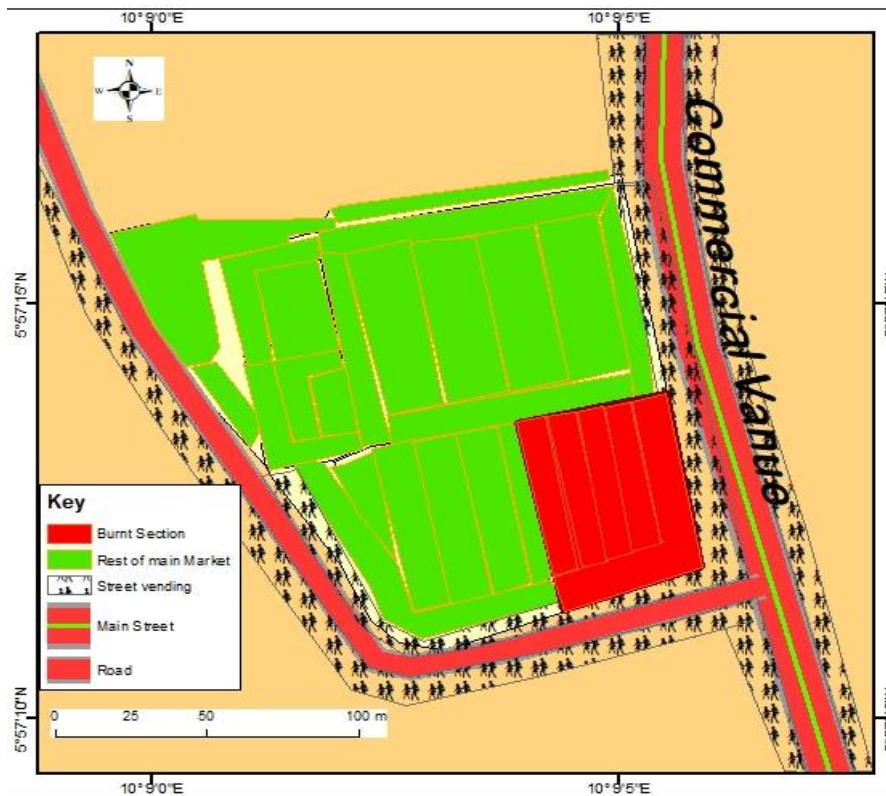 10°9'0"E 10°9'5"E
N
W E
S
Commercial Vanue
5°57'15"N
Key
Burnt Section
Rest of main Market
Street vending
Main Street
Road
0 25 50 100 m
5°57'10"N
10°9'0"E 10°9'5"E